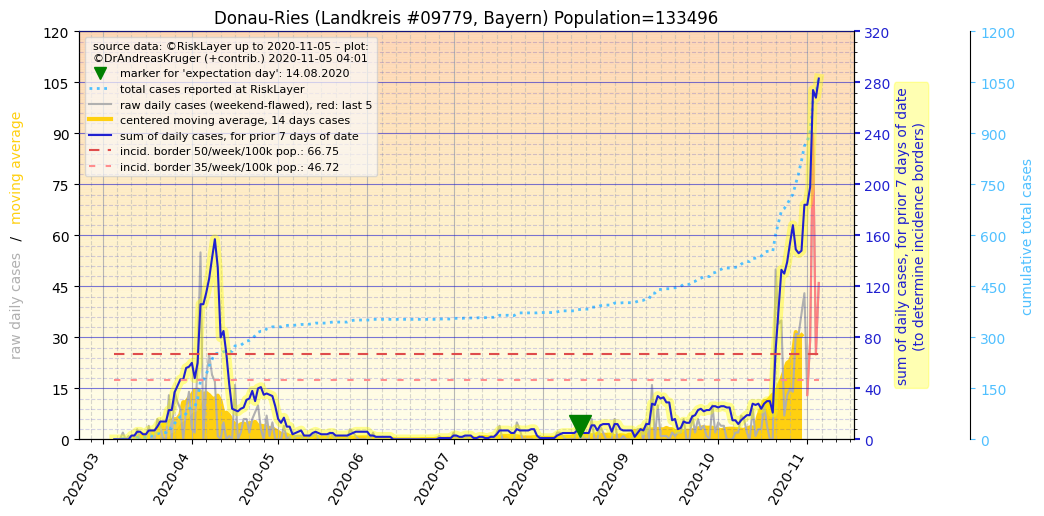 Donau-Ries (Landkreis #09779, Bayern) Population=133496
source data: ©RiskLayer up to 2020-11-05 – plot:
©DrAndreasKruger (+contrib.) 2020-11-05 04:01
marker for 'expectation day': 14.08.2020
total cases reported at RiskLayer
raw daily cases (weekend-flawed), red: last 5
centered moving average, 14 days cases
sum of daily cases, for prior 7 days of date
incid. border 50/week/100k pop.: 66.75
incid. border 35/week/100k pop.: 46.72
raw daily cases / moving average
120
105
90
75
60
45
30
15
0
2020-03
2020-04
2020-05
2020-06
2020-07
2020-08
2020-09
2020-10
2020-11
320
280
240
200
160
120
80
40
0
sum of daily cases, for prior 7 days of date
(to determine incidence borders)
1200
1050
900
750
600
450
300
150
0
cumulative total cases